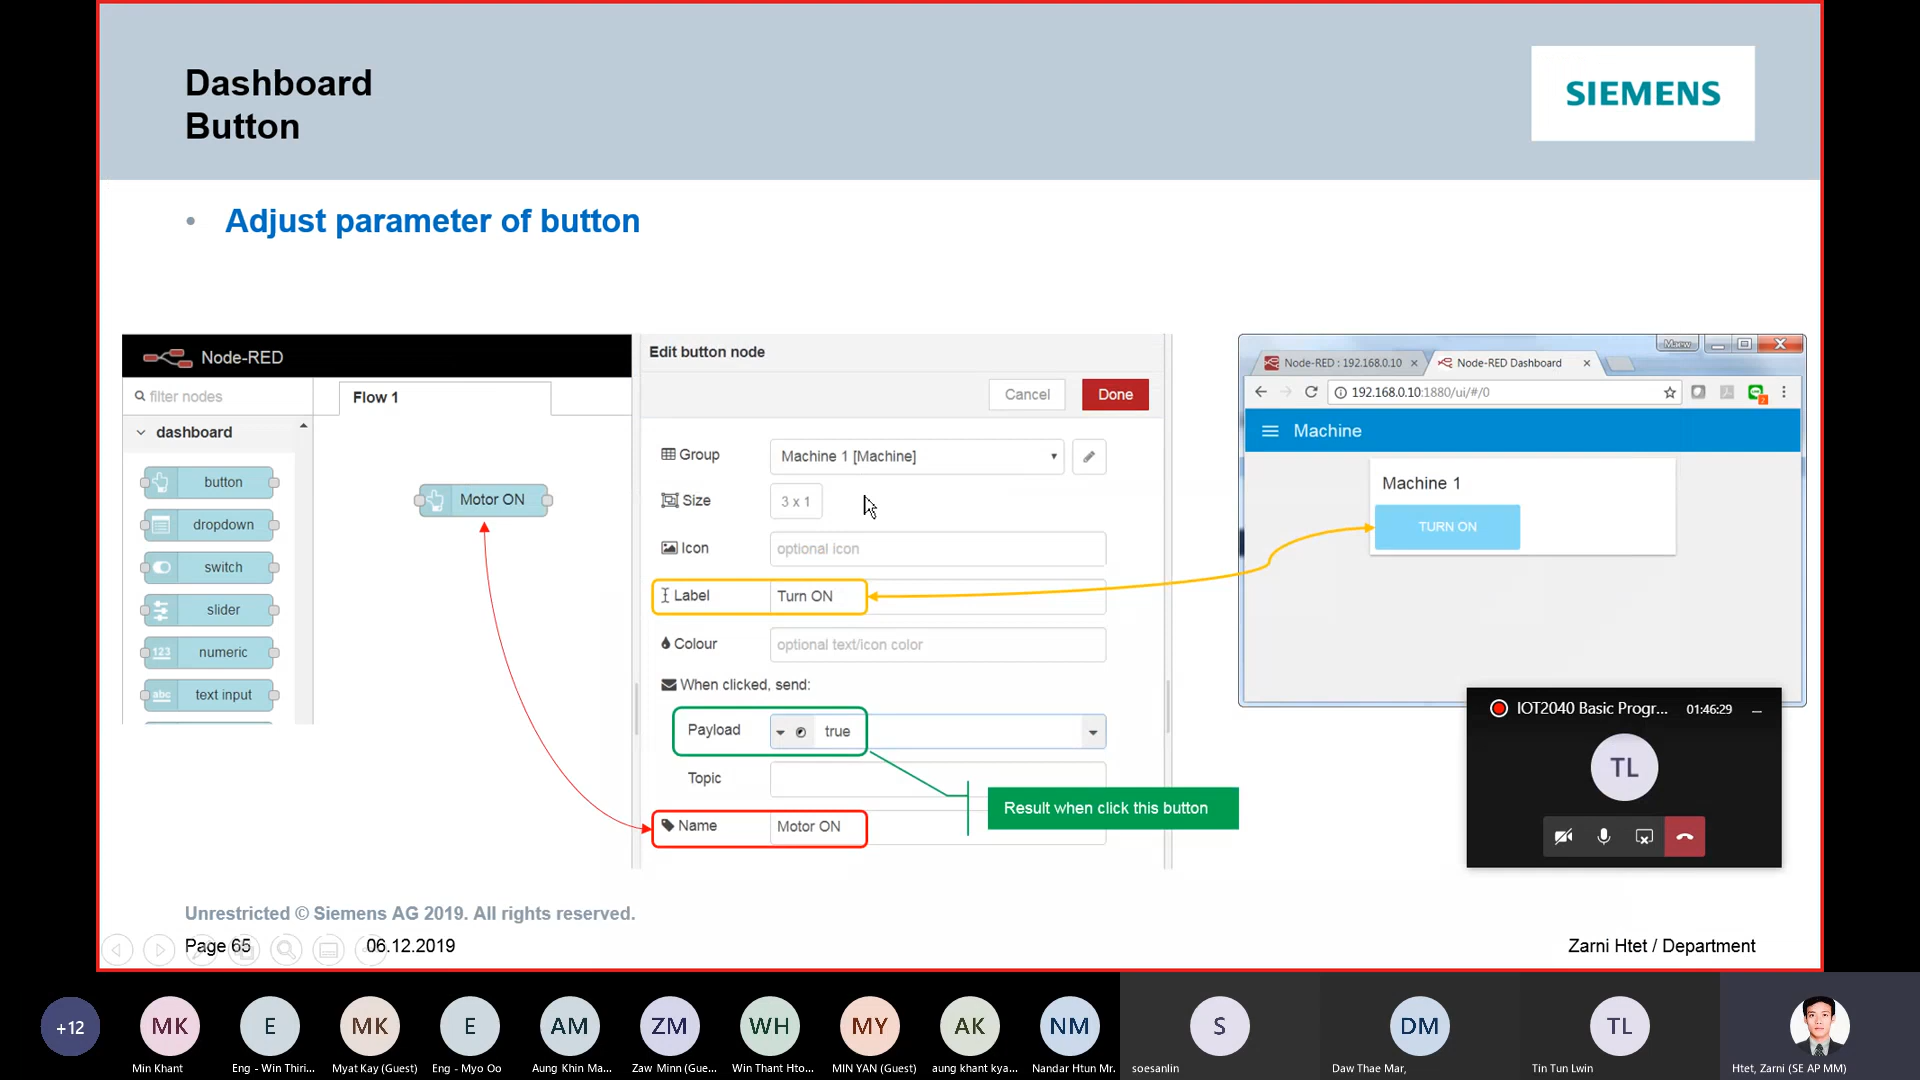 Dashboard
Button
SIEMENS
• Adjust parameter of button
Node-RED
filter nodes
Flow 1
dashboard
button
dropdown
switch
slider
numeric
123
text input
abc
Motor ON
Edit button node
Cancel
Done
Group
Machine 1 [Machine]
Size
3 x 1
Icon
optional icon
Label
Turn ON
Colour
optional text/icon color
When clicked, send:
Payload
true
Topic
Name
Motor ON
Result when click this button
Node-RED : 192.168.0.10
Node-RED Dashboard
192.168.0.10:1880/ui/#/0
Machine
Machine 1
TURN ON
IOT2040 Basic Progr...
01:46:29
TL
Unrestricted © Siemens AG 2019. All rights reserved.
Page 65
06.12.2019
Zarni Htet / Department
+12
MK
E
MK
E
AM
ZM
WH
MY
AK
NM
S
DM
TL
Min Khant
Eng - Win Thiri...
Myat Kay (Guest)
Eng - Myo Oo
Aung Khin Ma...
Zaw Minn (Gue...
Win Thant Hto...
MIN YAN (Guest)
aung khant kya...
Nandar Htun Mr.
soesanlin
Daw Thae Mar,
Tin Tun Lwin
Htet, Zarni (SE AP MM)